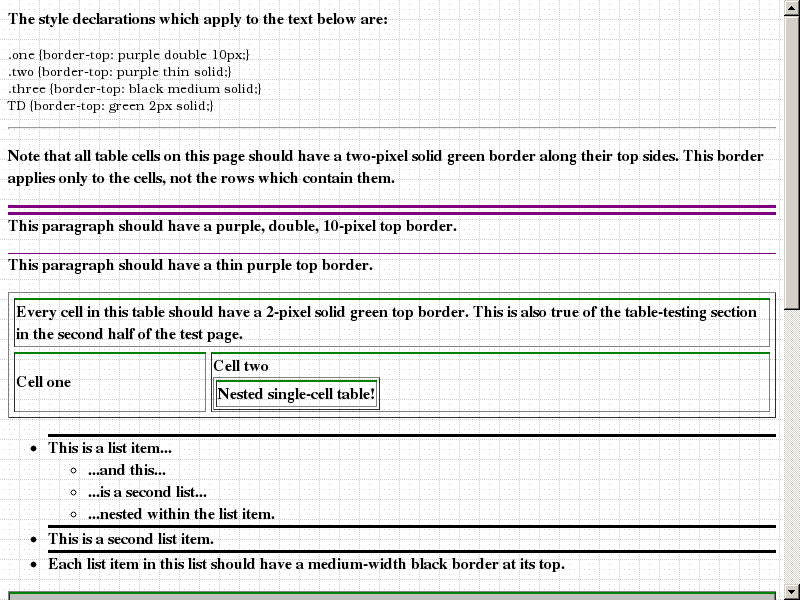 The style declarations which apply to the text below are:
.one {border-top: purple double 10px;}
.two {border-top: purple thin solid;}
.three {border-top: black medium solid;}
TD {border-top: green 2px solid;}
Note that all table cells on this page should have a two-pixel solid green border along their top sides. This border
applies only to the cells, not the rows which contain them.
This paragraph should have a purple, double, 10-pixel top border.
This paragraph should have a thin purple top border.
Every cell in this table should have a 2-pixel solid green top border. This is also true of the table-testing section
in the second half of the test page.
Cell one
Cell two
Nested single-cell table!
This is a list item...
...and this...
...is a second list...
...nested within the list item.
This is a second list item.
Each list item in this list should have a medium-width black border at its top.